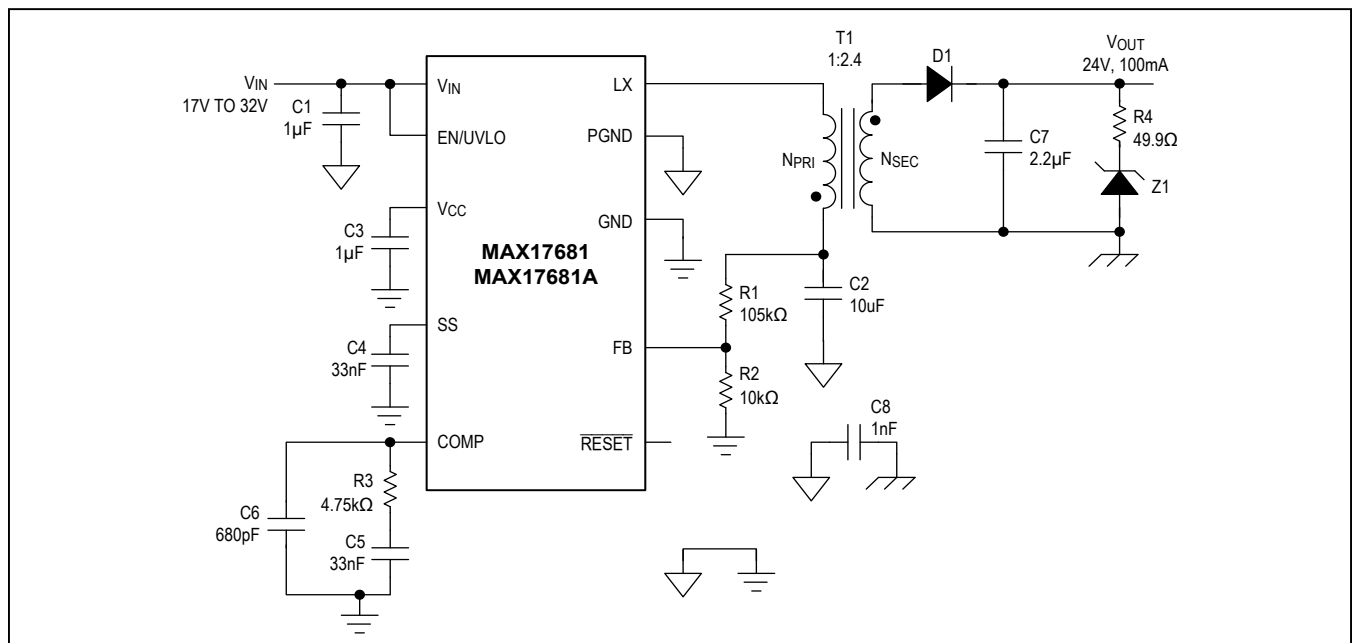 VIN
17V TO 32V
C1
1µF
VIN
EN/UVLO
VCC
C3
1µF
SS
C4
33nF
COMP
C6
680pF
R3
4.75kΩ
C5
33nF
MAX17681
MAX17681A
LX
PGND
GND
FB
RESET
T1
1:2.4
NPRI
NSEC
D1
VOUT
24V, 100mA
C7
2.2µF
R4
49.9Ω
Z1
R1
105kΩ
C2
10uF
R2
10kΩ
C8
1nF